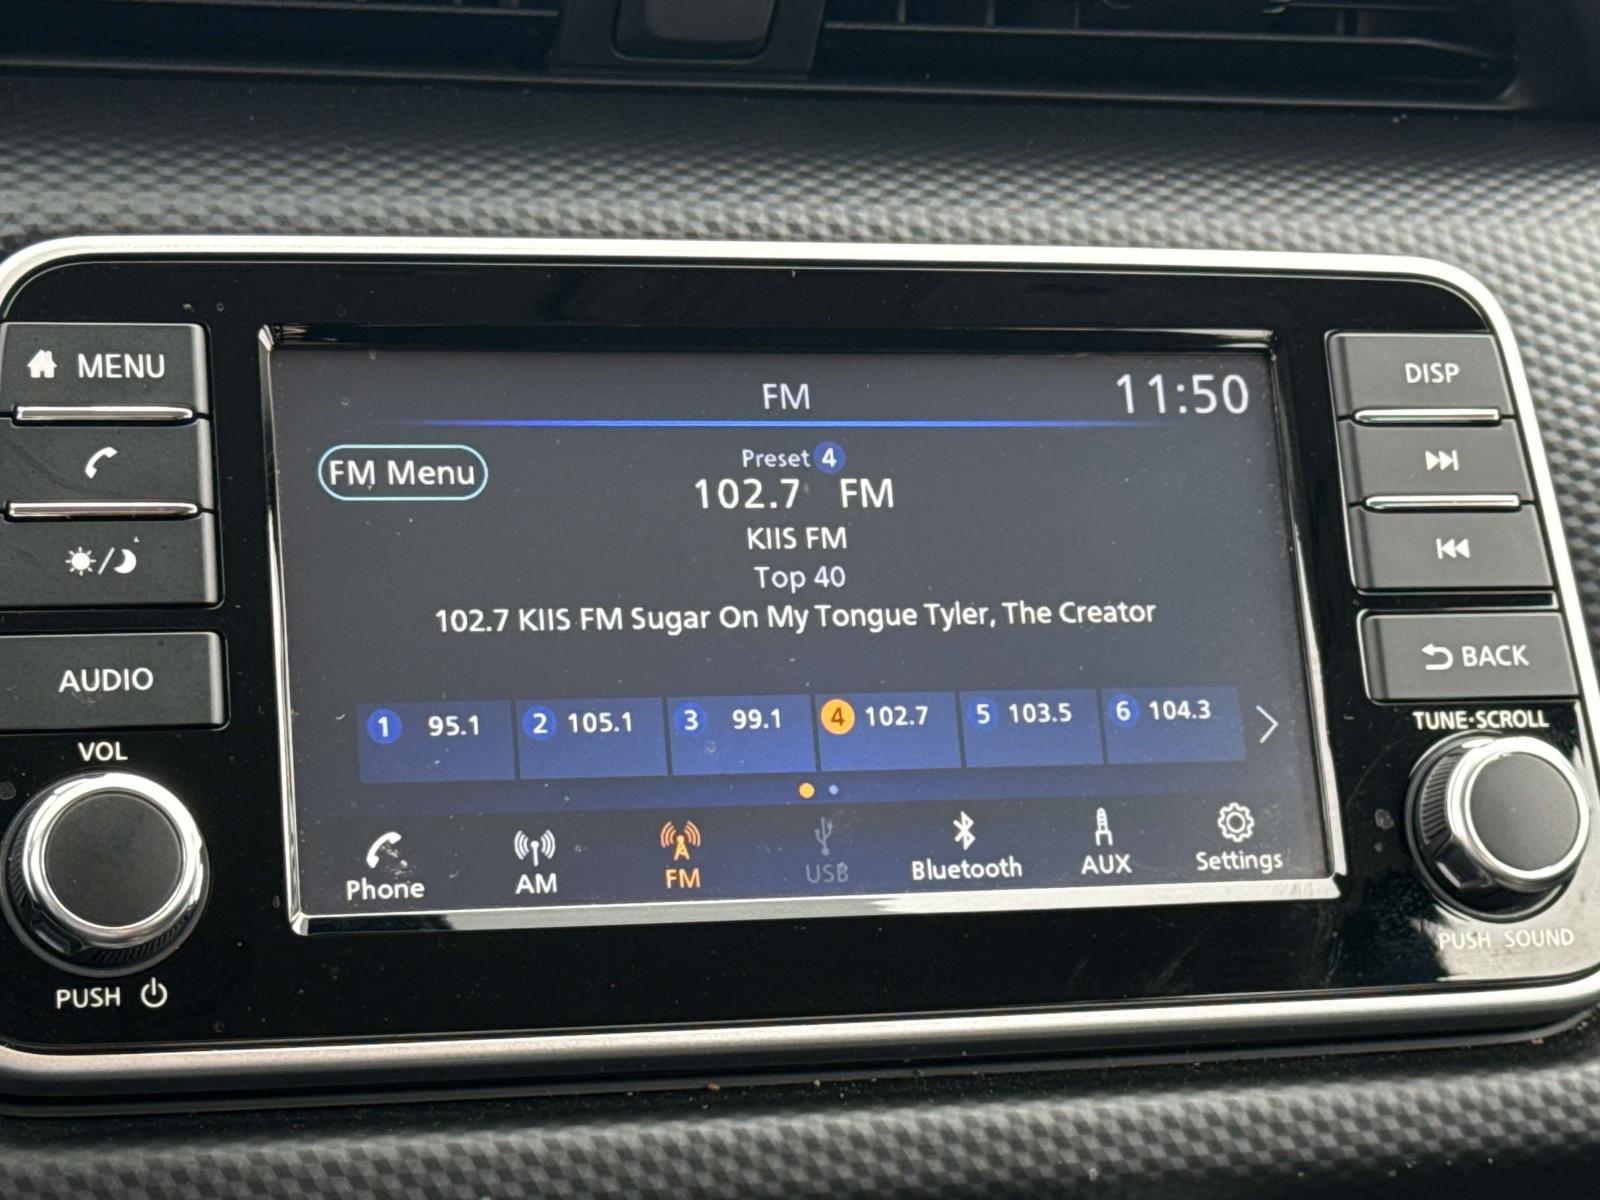 MENU
AUDIO
VOL
PUSH
FM
11:50
FM Menu
Preset 4
102.7 FM
KIIS FM
Top 40
102.7 KIIS FM Sugar On My Tongue Tyler, The Creator
1 95.1 2 105.1 3 99.1 4 102.7 5 103.5 6 104.3
Phone AM FM USB Bluetooth AUX Settings
DISP
BACK
TUNE·SCROLL
PUSH SOUND